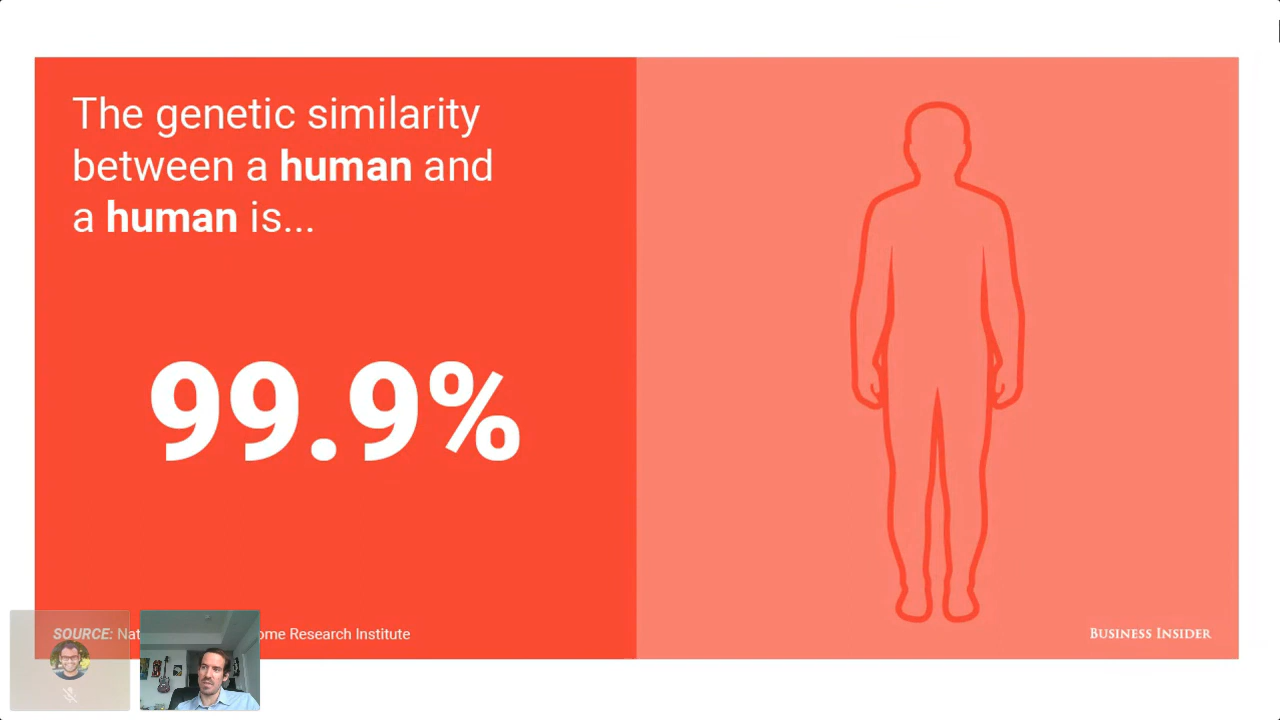 The genetic similarity
between a human and
a human is...
99.9%
SOURCE: Nat ome Research Institute
BUSINESS INSIDER